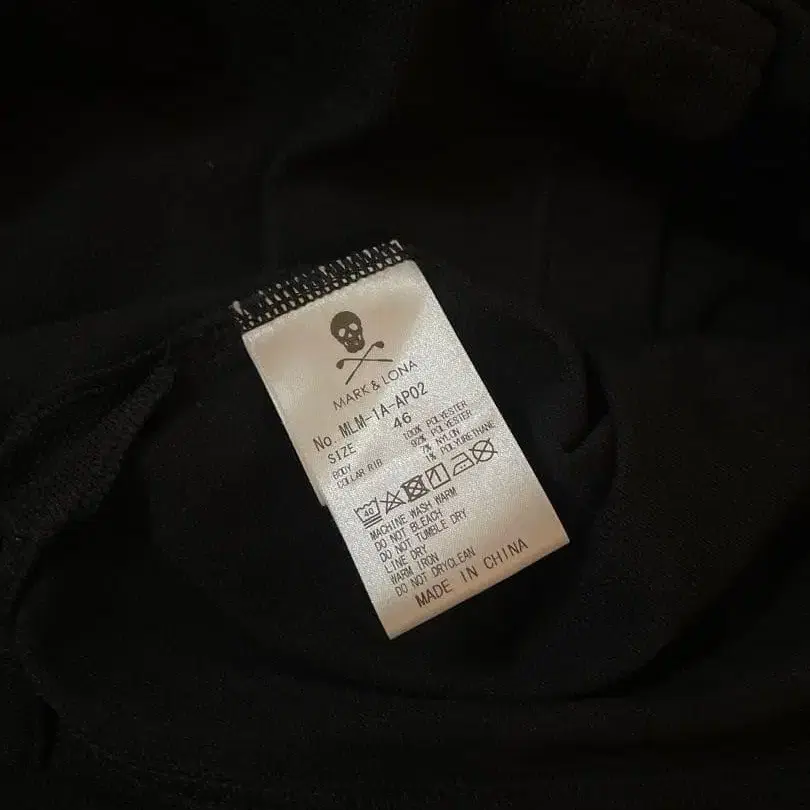 MARK & LONA
No. MLM-1A-AP02
SIZE 46
BODY 100% POLYESTER
COLLAR RIB 92% POLYESTER
7% NYLON
1% POLYURETHANE
40
MACHINE WASH WARM
DO NOT BLEACH
DO NOT TUMBLE DRY
LINE DRY
WARM IRON
DO NOT DRYCLEAN
MADE IN CHINA